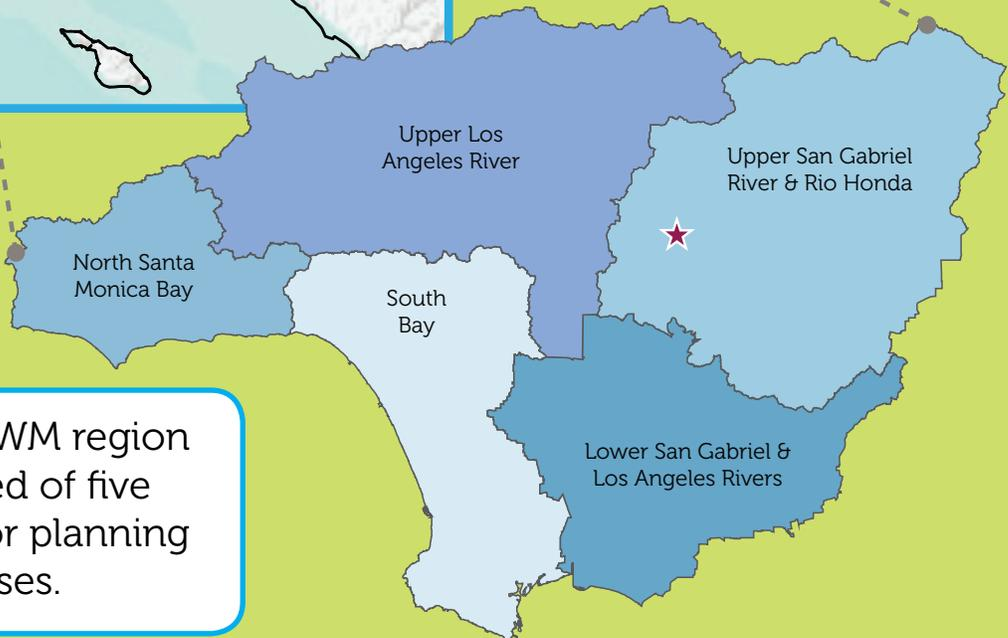 Upper Los
Angeles River
Upper San Gabriel
River & Rio Honda
North Santa
Monica Bay
South
Bay
Lower San Gabriel &
Los Angeles Rivers
WM region
ed of five
or planning
ses.